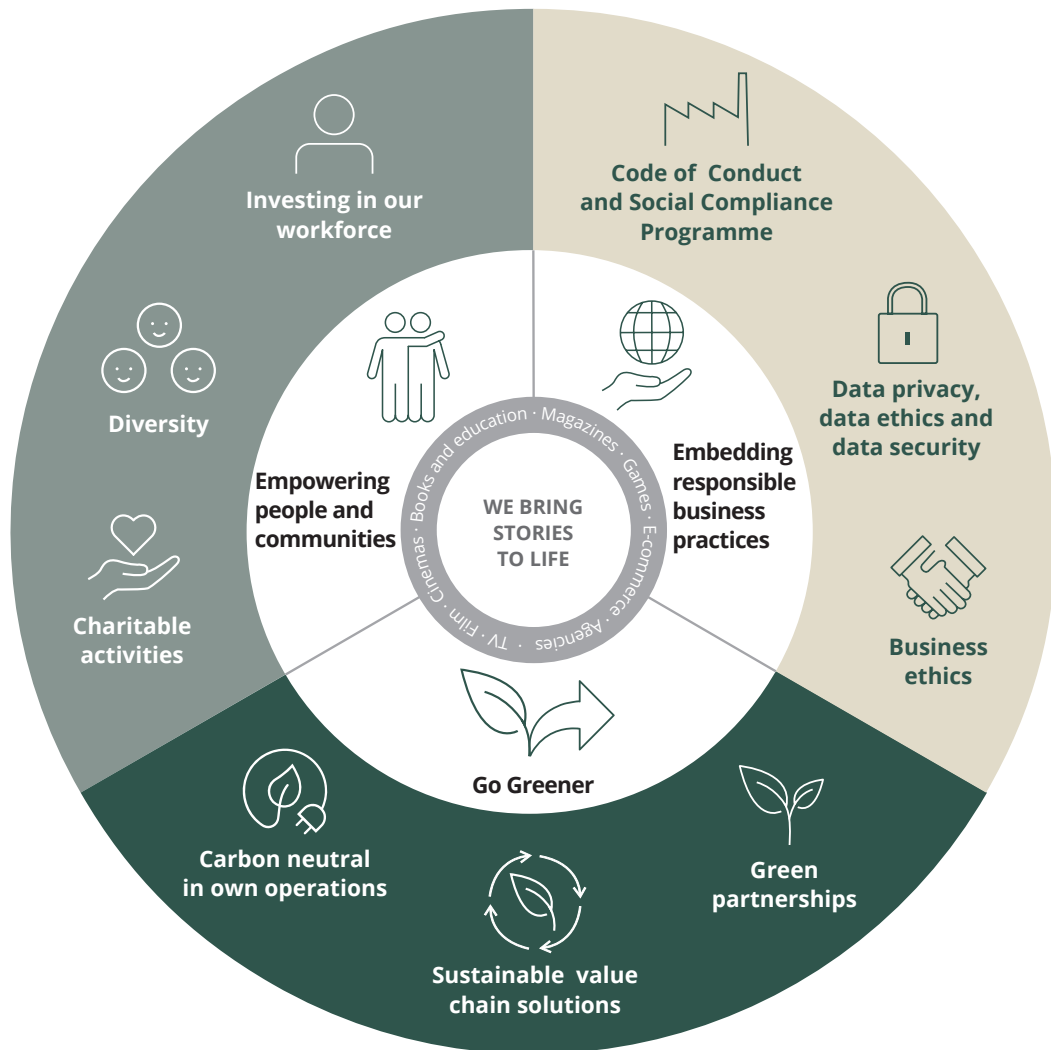 Investing in our
workforce
Code of  Conduct
and Social Compliance
Programme
Diversity
Data privacy,
data ethics and
data security
Charitable
activities
Business
ethics
Empowering
people and
communities
Embedding
responsible
business
practices
Books and education · Magazines · Games · E-commerce · Agencies · TV · Film · Cinemas ·
WE BRING
STORIES
TO LIFE
Go Greener
Carbon neutral
in own operations
Sustainable  value
chain solutions
Green
partnerships